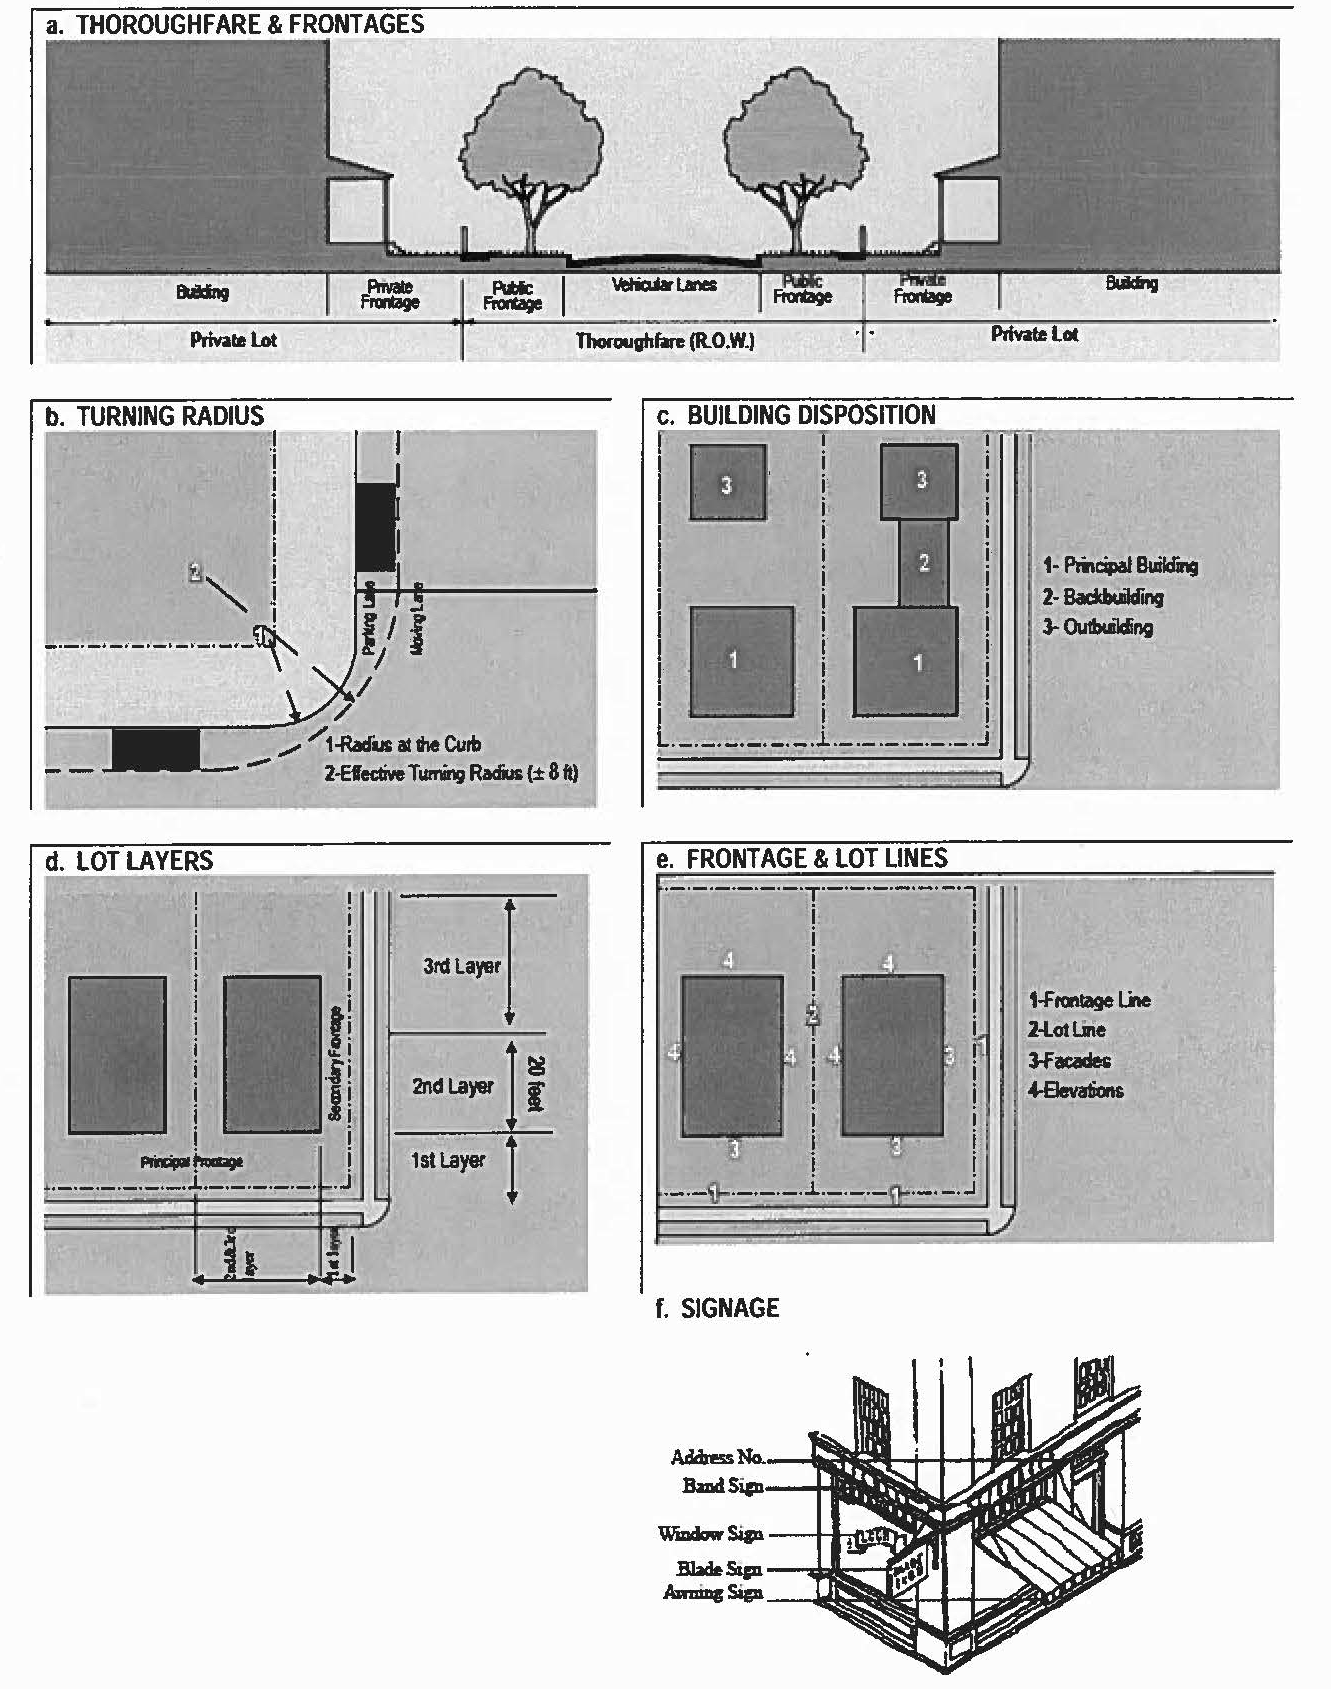 a. THOROUGHFARE & FRONTAGES
Building
Private
Frontage
Public
Frontage
Vehicular Lanes
Public
Frontage
Private
Frontage
Building
Private Lot
Thoroughfare (R.O.W.)
Private Lot
b. TURNING RADIUS
2
1
Parking Lane
Moving Lane
1-Radius at the Curb
2-Effective Turning Radius (± 8 ft)
c. BUILDING DISPOSITION
3
3
2
1
1
1- Principal Building
2- Backbuilding
3- Outbuilding
d. LOT LAYERS
3rd Layer
Secondary Frontage
2nd Layer
20 feet
Principal Frontage
1st Layer
2nd&3rd
layer
1st layer
e. FRONTAGE & LOT LINES
4
4
2
4
4
4
3
1
3
3
1
1
1-Frontage Line
2-Lot Line
3-Facades
4-Elevations
f. SIGNAGE
Address No.
Band Sign
Window Sign
Blade Sign
Awning Sign